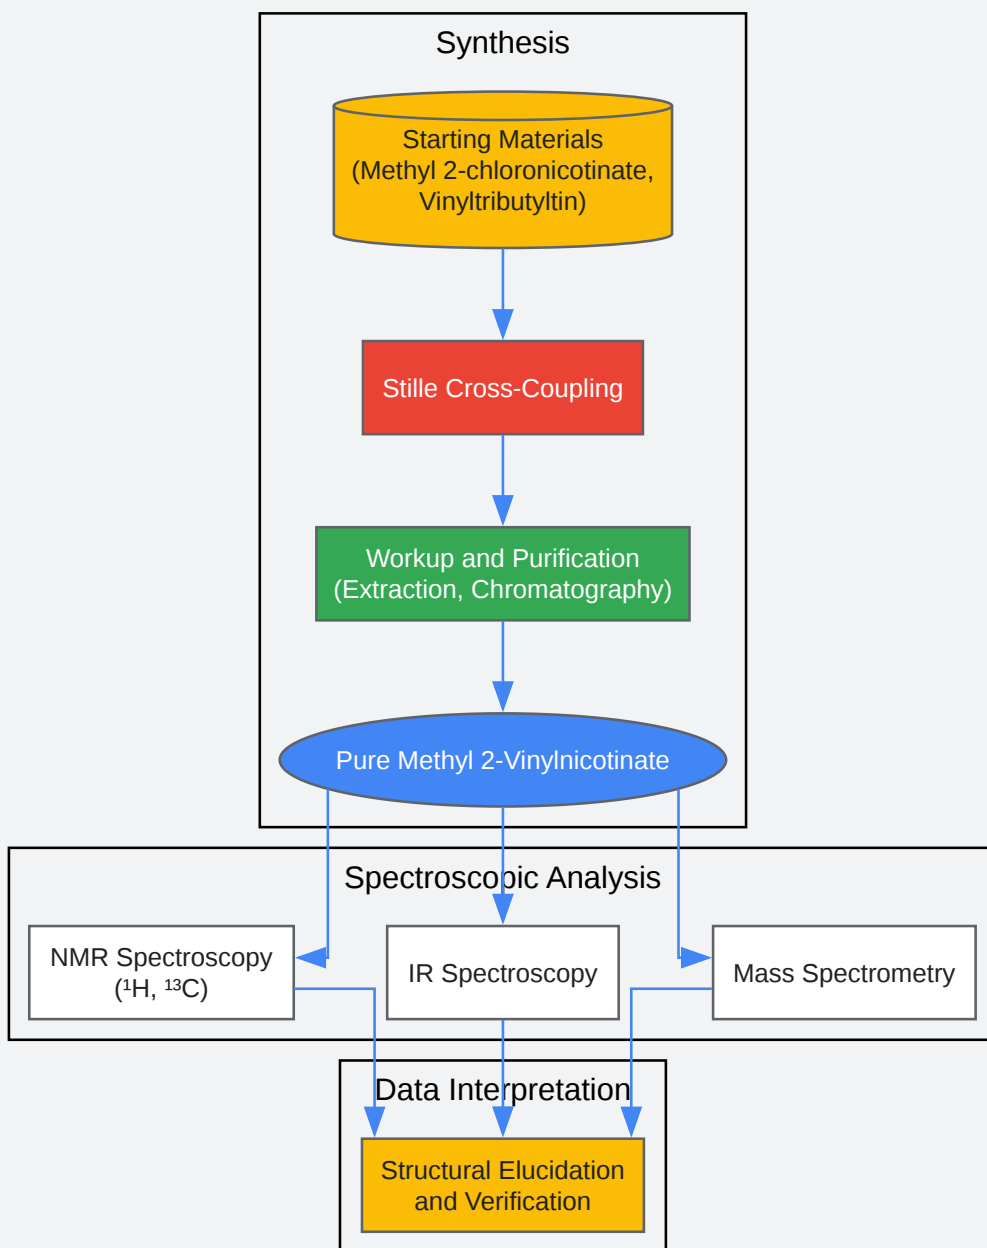 Synthesis
Starting Materials
(Methyl 2-chloronicotinate,
Vinyltributyltin)
Stille Cross-Coupling
Workup and Purification
(Extraction, Chromatography)
Pure Methyl 2-Vinylnicotinate
Spectroscopic Analysis
NMR Spectroscopy
(¹H, ¹³C)
IR Spectroscopy
Mass Spectrometry
Data Interpretation
Structural Elucidation
and Verification